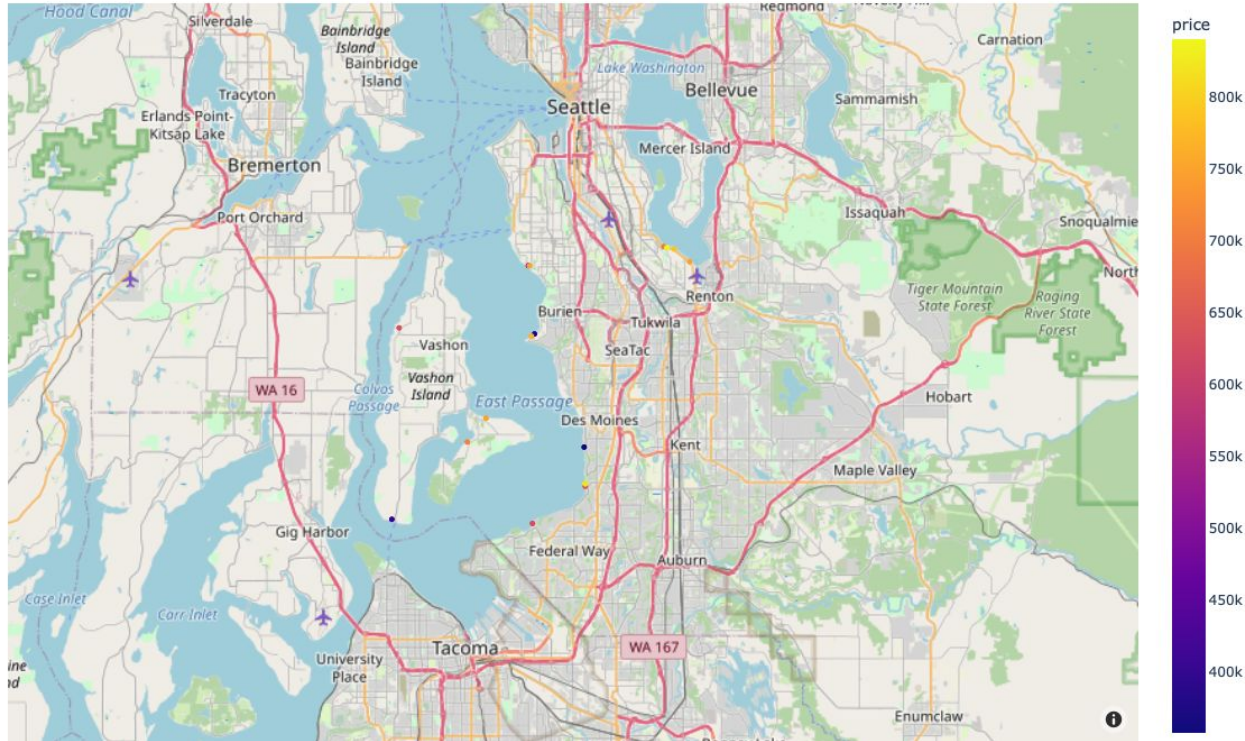 Hood Canal
Silverdale
Bainbridge
Island
Bainbridge
Island
Redmond
Carnation
Lake Washington
Tracyton
Seattle
Bellevue
Sammamish
Erlands Point-
Kitsap Lake
Bremerton
Mercer Island
Port Orchard
Issaquah
Snoqualmie
North
Renton
Tiger Mountain
State Forest
Raging
River State
Forest
Burien
Tukwila
Vashon
SeaTac
Vashon
Island
WA 16
Colvos
Passage
East Passage
Hobart
Des Moines
Kent
Maple Valley
Gig Harbor
Federal Way
Auburn
Case Inlet
Carr Inlet
Tacoma
WA 167
University
Place
Enumclaw
price
800k
750k
700k
650k
600k
550k
500k
450k
400k